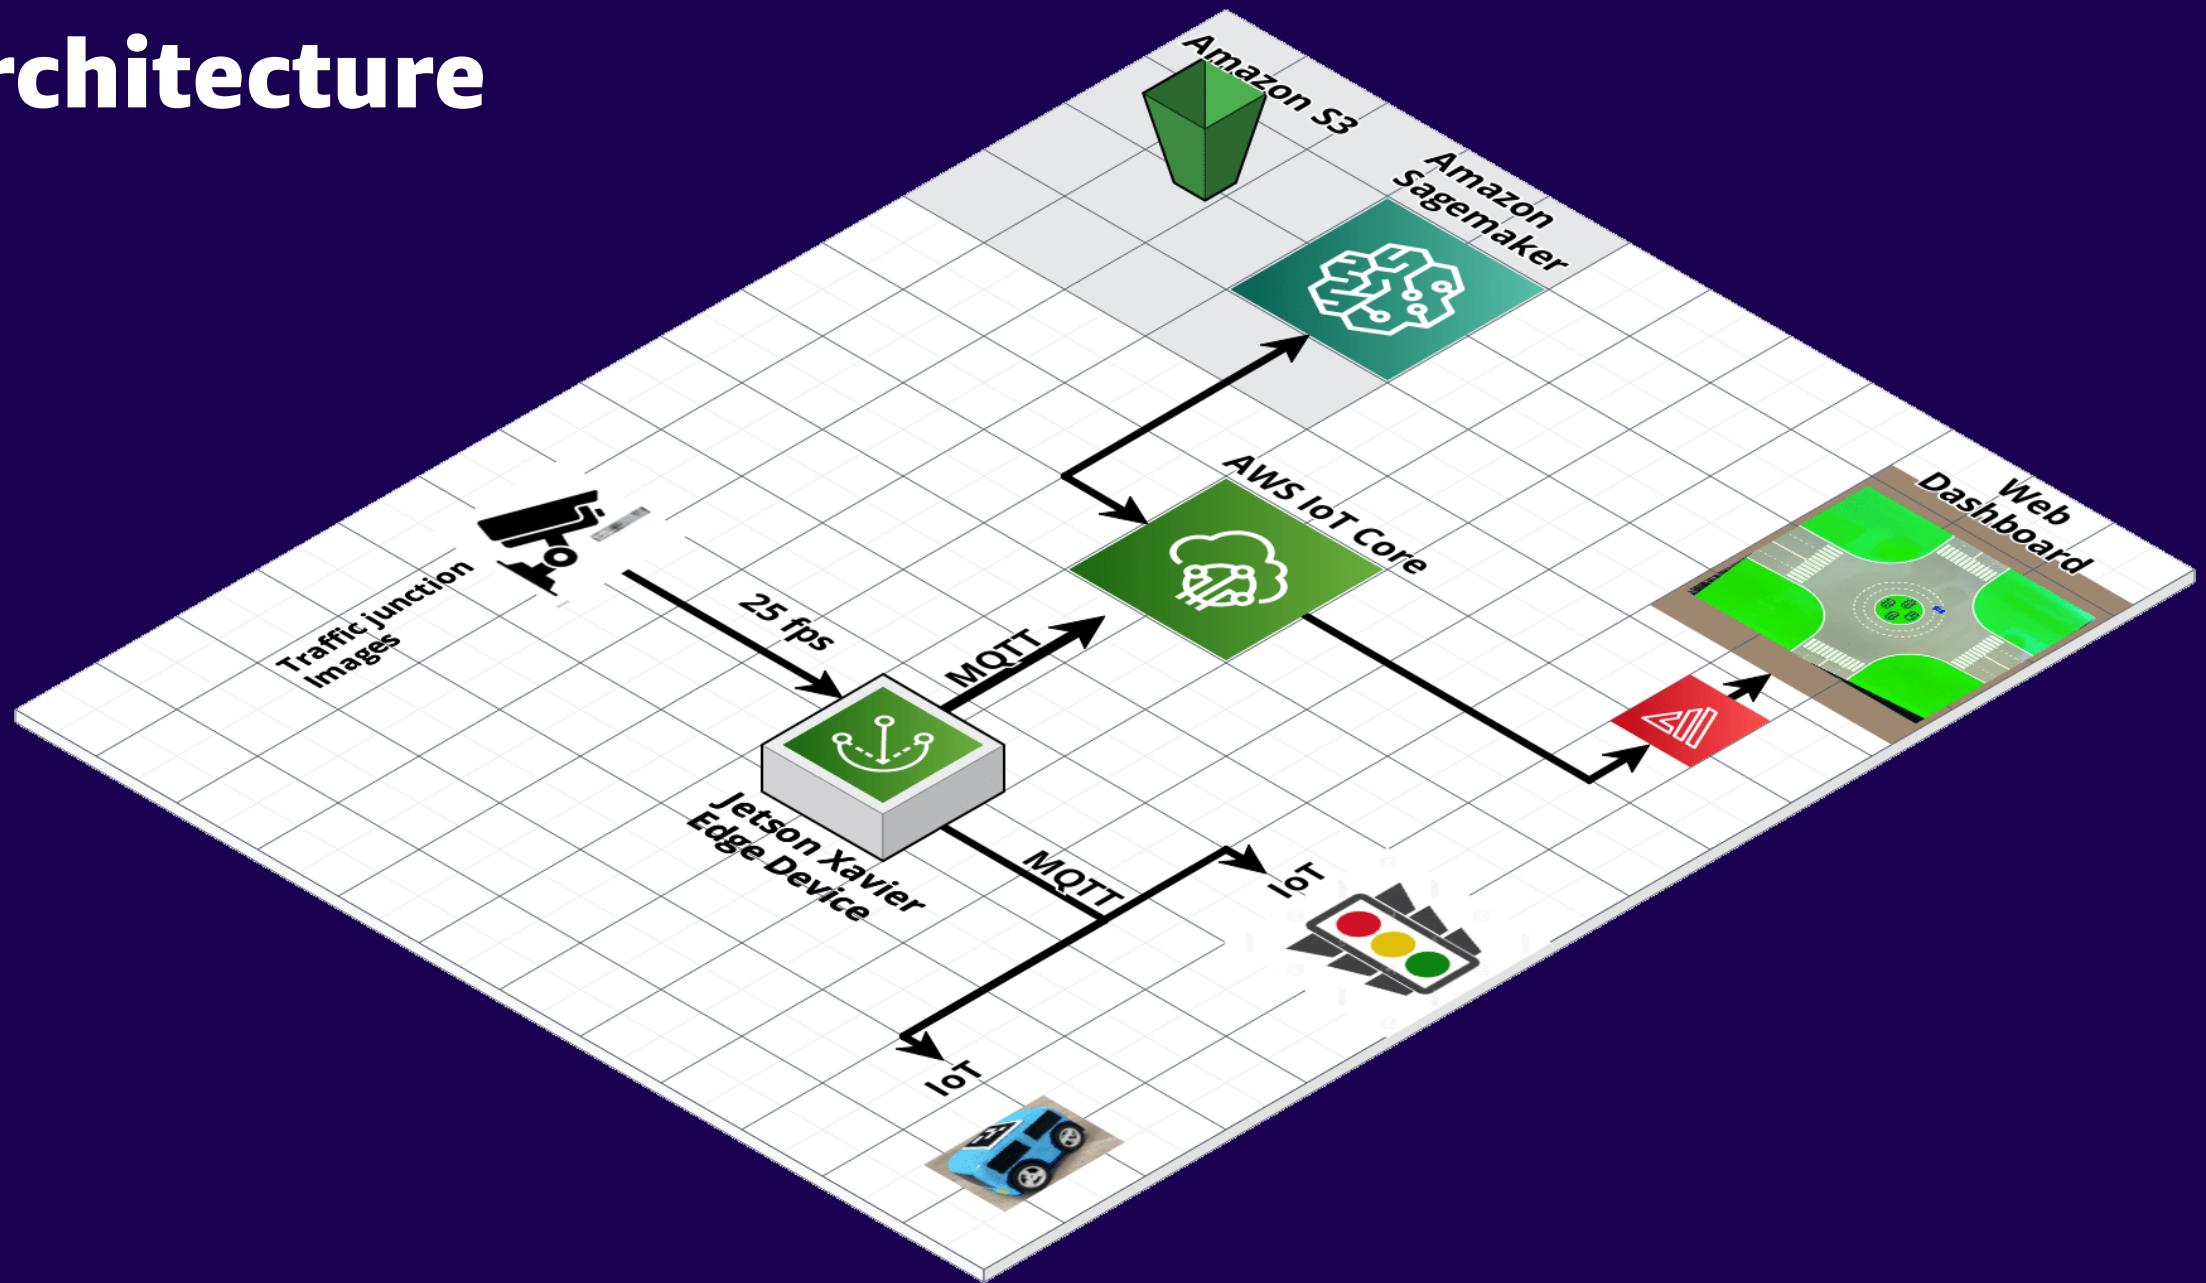 rchitecture
Amazon S3
Amazon
Sagemaker
AWS IoT Core
Web
Dashboard
Traffic junction
Images
25 fps
MQTT
Jetson Xavier
Edge Device
MQTT
IoT
IoT